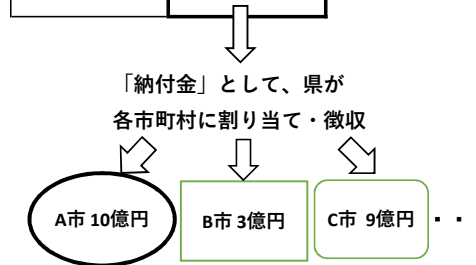 「納付金」として、県が
各市町村に割り当て・徴収
A市 10億円
B市 3億円
C市 9億円
・・